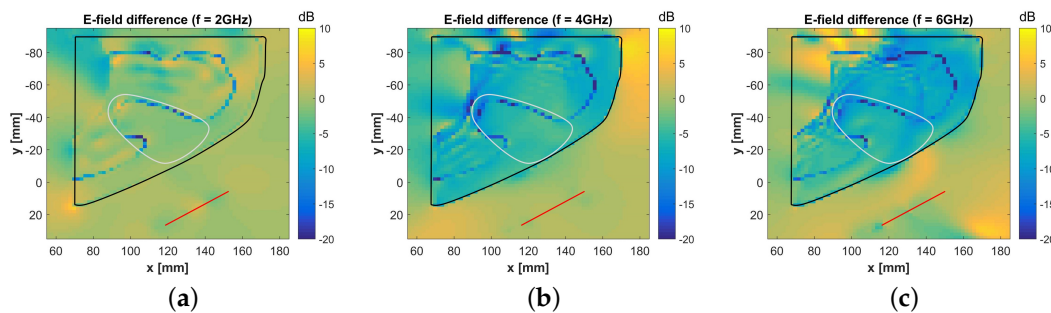 E-field difference (f = 2GHz) dB
E-field difference (f = 4GHz) dB
E-field difference (f = 6GHz) dB
-80 -60 -40 -20 0 20
y [mm]
60 80 100 120 140 160 180
x [mm]
10 5 0 -5 -10 -15 -20
-80 -60 -40 -20 0 20
y [mm]
60 80 100 120 140 160 180
x [mm]
10 5 0 -5 -10 -15 -20
-80 -60 -40 -20 0 20
y [mm]
60 80 100 120 140 160 180
x [mm]
10 5 0 -5 -10 -15 -20
(a)
(b)
(c)